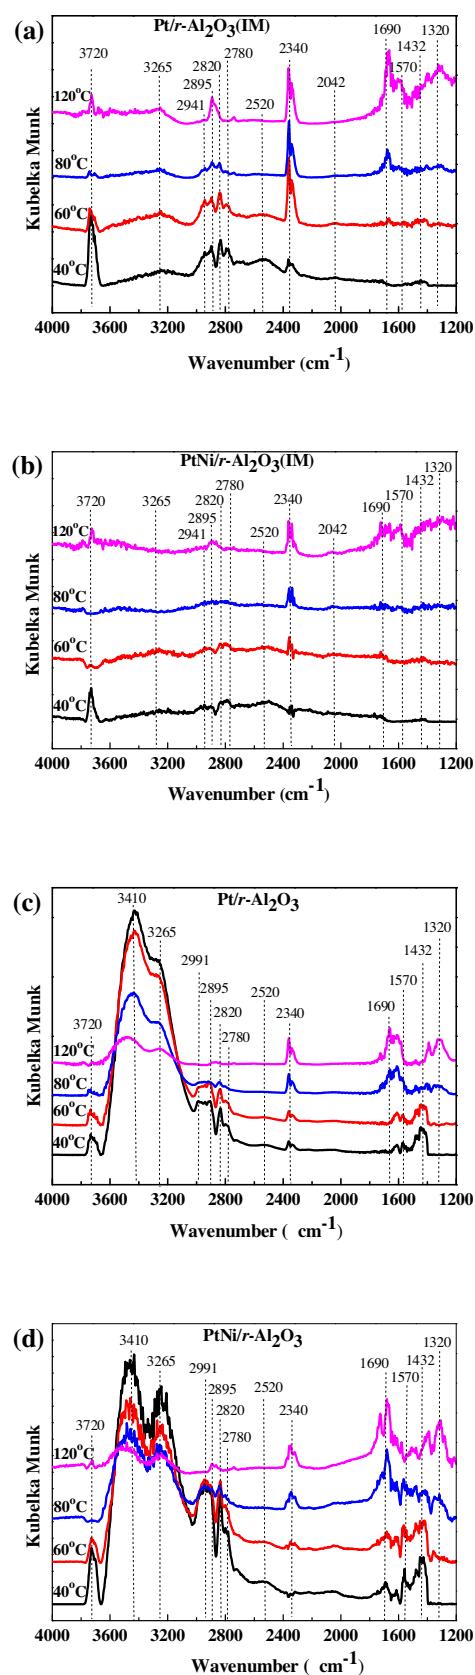 (a)
Pt/r-Al2O3(IM)
3720 3265 2941 2895 2820 2780 2520 2340 2042 1690 1570 1432 1320
120°C
80°C
60°C
40°C
Kubelka Munk
4000 3600 3200 2800 2400 2000 1600 1200
Wavenumber (cm-1)
(b)
PtNi/r-Al2O3(IM)
3720 3265 2941 2895 2820 2780 2520 2340 2042 1690 1570 1432 1320
120°C
80°C
60°C
40°C
Kubelka Munk
4000 3600 3200 2800 2400 2000 1600 1200
Wavenumber (cm-1)
(c)
Pt/r-Al2O3
3720 3410 3265 2991 2895 2820 2780 2520 2340 1690 1570 1432 1320
120°C
80°C
60°C
40°C
Kubelka Munk
4000 3600 3200 2800 2400 2000 1600 1200
Wavenumber ( cm-1)
(d)
PtNi/r-Al2O3
3720 3410 3265 2991 2895 2820 2780 2520 2340 1690 1570 1432 1320
120°C
80°C
60°C
40°C
Kubelka Munk
4000 3600 3200 2800 2400 2000 1600 1200
Wavenumber ( cm-1)